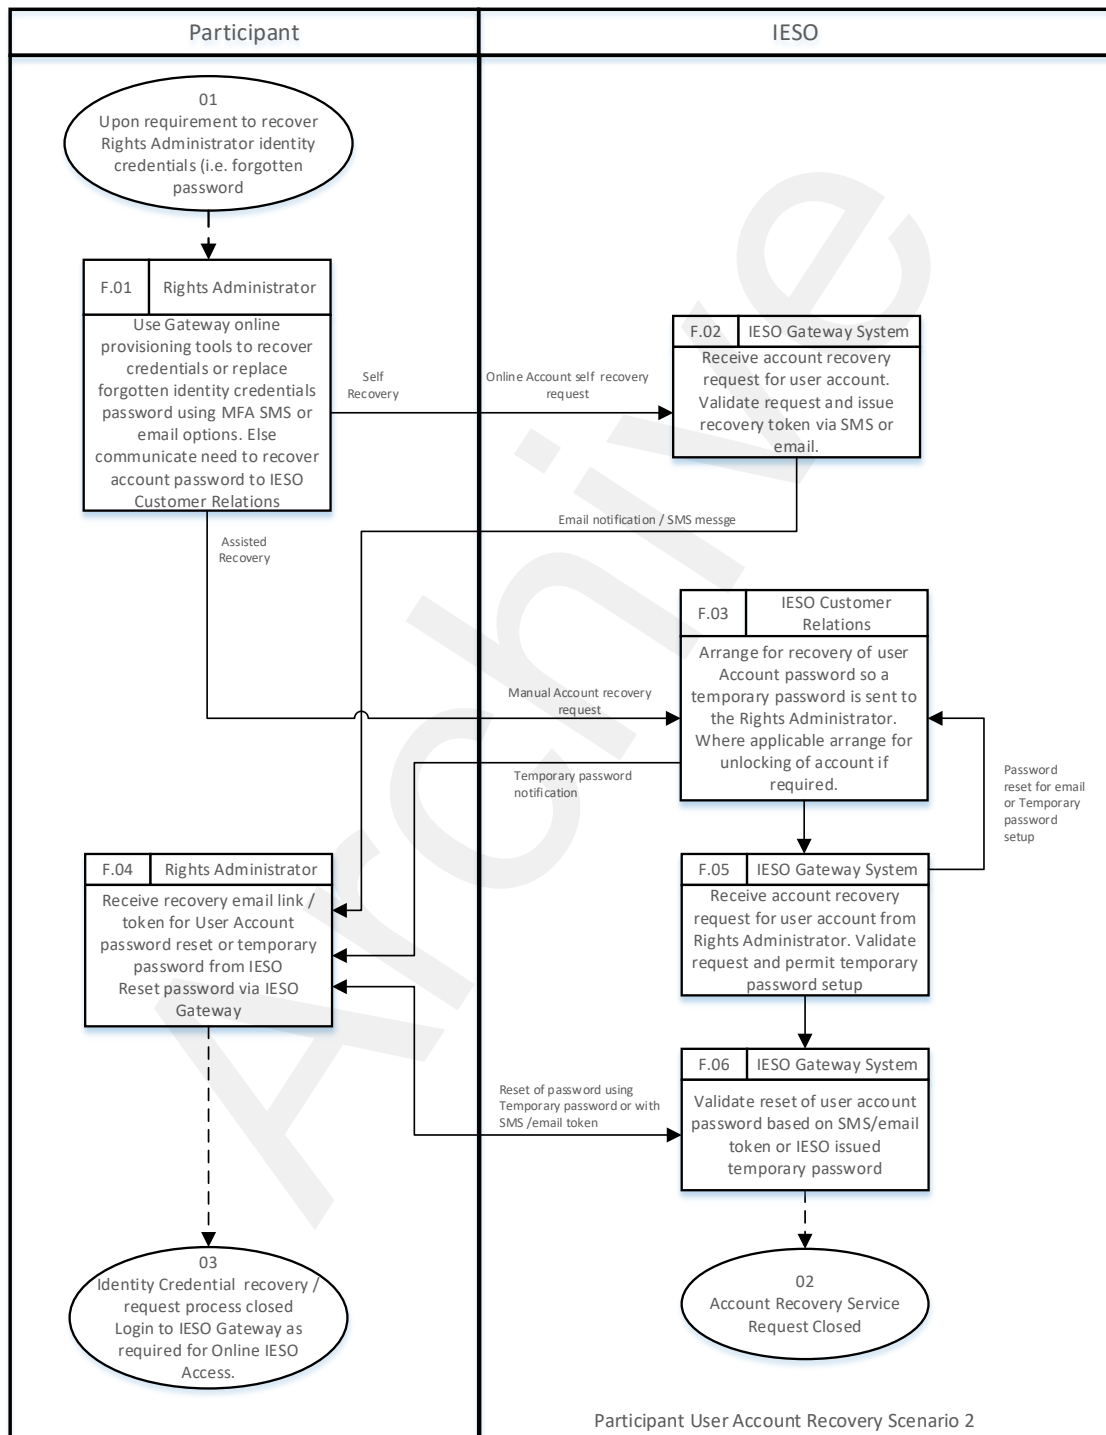 Participant
IESO
01
Upon requirement to recover
Rights Administrator identity
credentials (i.e. forgotten
password
F.01
Rights Administrator
Use Gateway online
provisioning tools to recover
credentials or replace
forgotten identity credentials
password using MFA SMS or
email options. Else
communicate need to recover
account password to IESO
Customer Relations
Self
Recovery
Online Account self recovery
request
F.02
IESO Gateway System
Receive account recovery
request for user account.
Validate request and issue
recovery token via SMS or
email.
Email notification / SMS messge
Assisted
Recovery
F.03
IESO Customer
Relations
Arrange for recovery of user
Account password so a
temporary password is sent to
the Rights Administrator.
Where applicable arrange for
unlocking of account if
required.
Manual Account recovery
request
Temporary password
notification
Password
reset for email
or Temporary
password
setup
F.04
Rights Administrator
Receive recovery email link /
token for User Account
password reset or temporary
password from IESO
Reset password via IESO
Gateway
F.05
IESO Gateway System
Receive account recovery
request for user account from
Rights Administrator. Validate
request and permit temporary
password setup
F.06
IESO Gateway System
Validate reset of user account
password based on SMS/email
token or IESO issued
temporary password
Reset of password using
Temporary password or with
SMS /email token
03
Identity Credential recovery /
request process closed
Login to IESO Gateway as
required for Online IESO
Access.
02
Account Recovery Service
Request Closed
Participant User Account Recovery Scenario 2
Archive